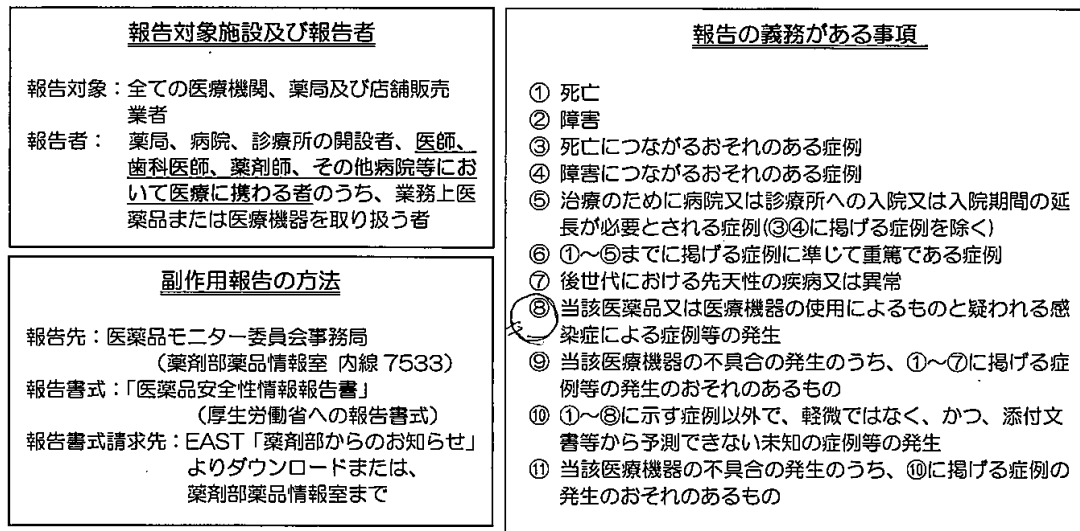 報告対象施設及び報告者
報告対象：全ての医療機関、薬局及び店舗販売
業者
報告者：　薬局、病院、診療所の開設者、医師、
歯科医師、薬剤師、その他病院等にお
いて医療に携わる者のうち、業務上医
薬品または医療機器を取り扱う者
副作用報告の方法
報告先：医薬品モニター委員会事務局
（薬剤部薬品情報室 内線 7533）
報告書式：「医薬品安全性情報報告書」
（厚生労働省への報告書式）
報告書式請求先：EAST「薬剤部からのお知らせ」
よりダウンロードまたは、
薬剤部薬品情報室まで
報告の義務がある事項
① 死亡
② 障害
③ 死亡につながるおそれのある症例
④ 障害につながるおそれのある症例
⑤ 治療のために病院又は診療所への入院又は入院期間の延
長が必要とされる症例(③④に掲げる症例を除く)
⑥ ①～⑤までに掲げる症例に準じて重篤である症例
⑦ 後世代における先天性の疾病又は異常
⑧ 当該医薬品又は医療機器の使用によるものと疑われる感
染症による症例等の発生
⑨ 当該医療機器の不具合の発生のうち、①～⑦に掲げる症
例等の発生のおそれのあるもの
⑩ ①～⑧に示す症例以外で、軽微ではなく、かつ、添付文
書等から予測できない未知の症例等の発生
⑪ 当該医療機器の不具合の発生のうち、⑩に掲げる症例の
発生のおそれのあるもの